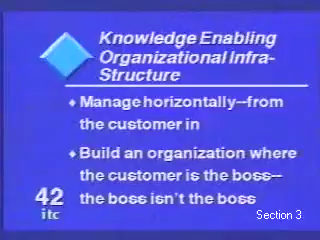 Knowledge Enabling
Organizational Infra-
Structure
♦ Manage horizontally--from
the customer in
♦ Build an organization where
the customer is the boss--
the boss isn't the boss
42
itc
Section 3